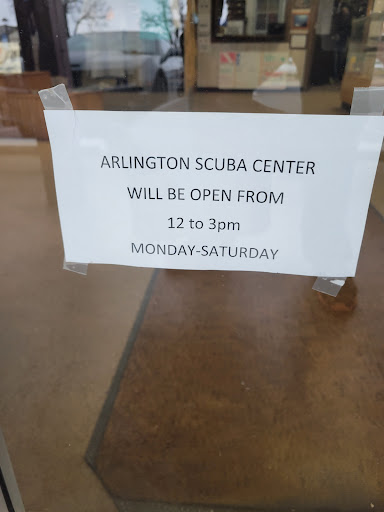 ARLINGTON SCUBA CENTER
WILL BE OPEN FROM
12 to 3pm
MONDAY-SATURDAY